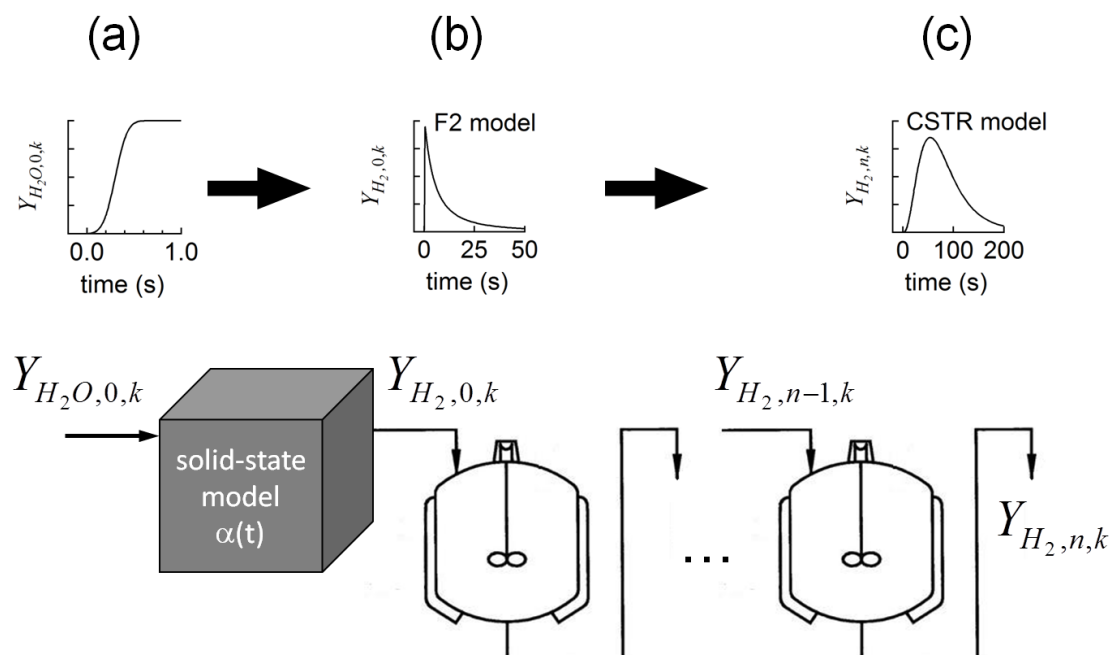 (a) (b) (c)
Y_{H_2O,0,k}
0.0 1.0
time (s)
F2 model
Y_{H_2,0,k}
0 25 50
time (s)
CSTR model
Y_{H_2,n,k}
0 100 200
time (s)
Y_{H_2O,0,k}
Y_{H_2,0,k}
Y_{H_2,n-1,k}
solid-state
model
α(t)
...
Y_{H_2,n,k}